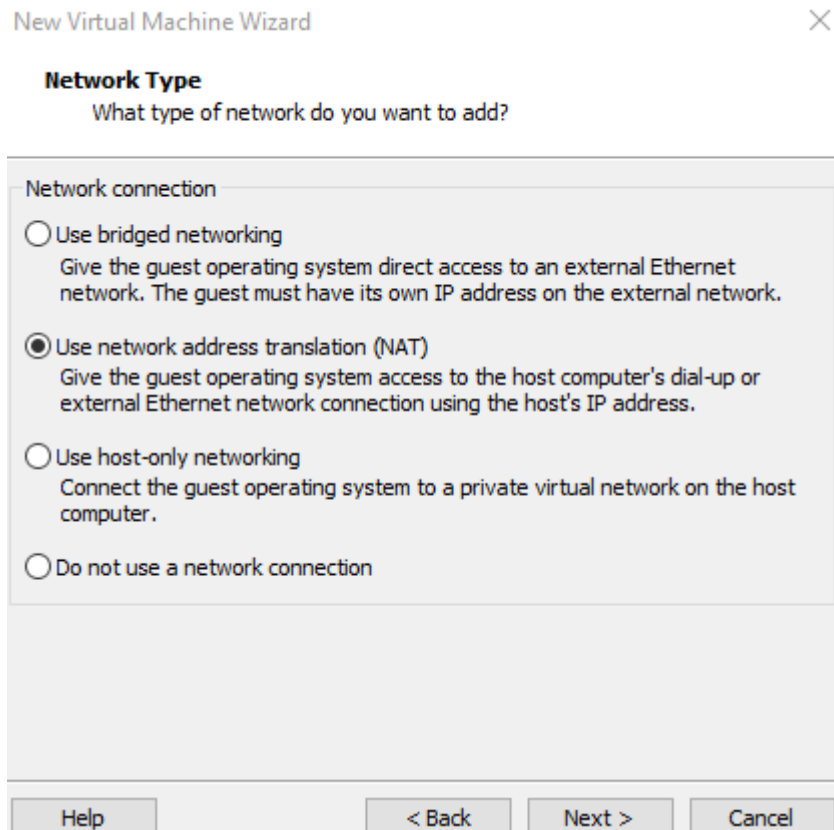 New Virtual Machine Wizard
Network Type
What type of network do you want to add?
Network connection
Use bridged networking
Give the guest operating system direct access to an external Ethernet
network. The guest must have its own IP address on the external network.
Use network address translation (NAT)
Give the guest operating system access to the host computer's dial-up or
external Ethernet network connection using the host's IP address.
Use host-only networking
Connect the guest operating system to a private virtual network on the host
computer.
Do not use a network connection
Help < Back Next > Cancel